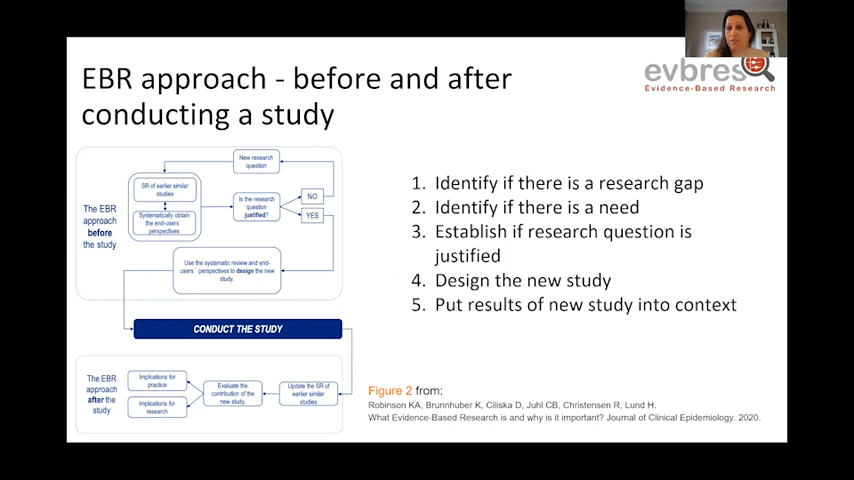 EBR approach - before and after
conducting a study
evbres
Evidence-Based Research
New research
question
SR of earlier similar
studies
Systematically obtain
the end-users
perspectives
Is the research
question
justified?
NO
YES
The EBR
approach
before
the study
Use the systematic review and end-
users´ perspectives to design the new
study.
CONDUCT THE STUDY
The EBR
approach
after the
study
Implications for
practice
Implications for
research
Evaluate the
contribution of the
new study.
Update the SR of
earlier similar
studies
1. Identify if there is a research gap
2. Identify if there is a need
3. Establish if research question is
justified
4. Design the new study
5. Put results of new study into context
Figure 2 from:
Robinson KA, Brunnhuber K, Ciliska D, Juhl CB, Christensen R, Lund H.
What Evidence-Based Research is and why is it important? Journal of Clinical Epidemiology. 2020.